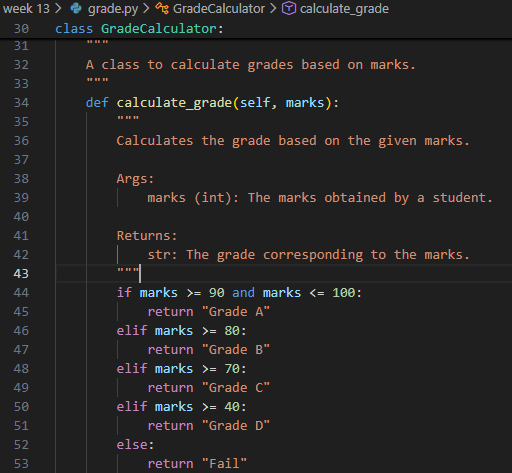 week 13 > grade.py > GradeCalculator > calculate_grade
30 class GradeCalculator:
31     """
32     A class to calculate grades based on marks.
33     """
34     def calculate_grade(self, marks):
35         """
36         Calculates the grade based on the given marks.
37
38         Args:
39             marks (int): The marks obtained by a student.
40
41         Returns:
42             str: The grade corresponding to the marks.
43         """
44         if marks >= 90 and marks <= 100:
45             return "Grade A"
46         elif marks >= 80:
47             return "Grade B"
48         elif marks >= 70:
49             return "Grade C"
50         elif marks >= 40:
51             return "Grade D"
52         else:
53             return "Fail"